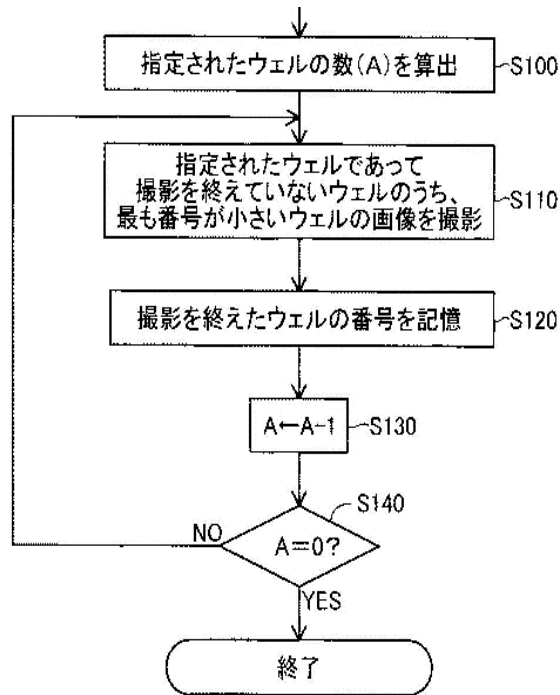 指定されたウェルの数(A)を算出
S100
指定されたウェルであって
撮影を終えていないウェルのうち、
最も番号が小さいウェルの画像を撮影
S110
撮影を終えたウェルの番号を記憶
S120
A←A-1
S130
S140
NO
A=0?
YES
終了